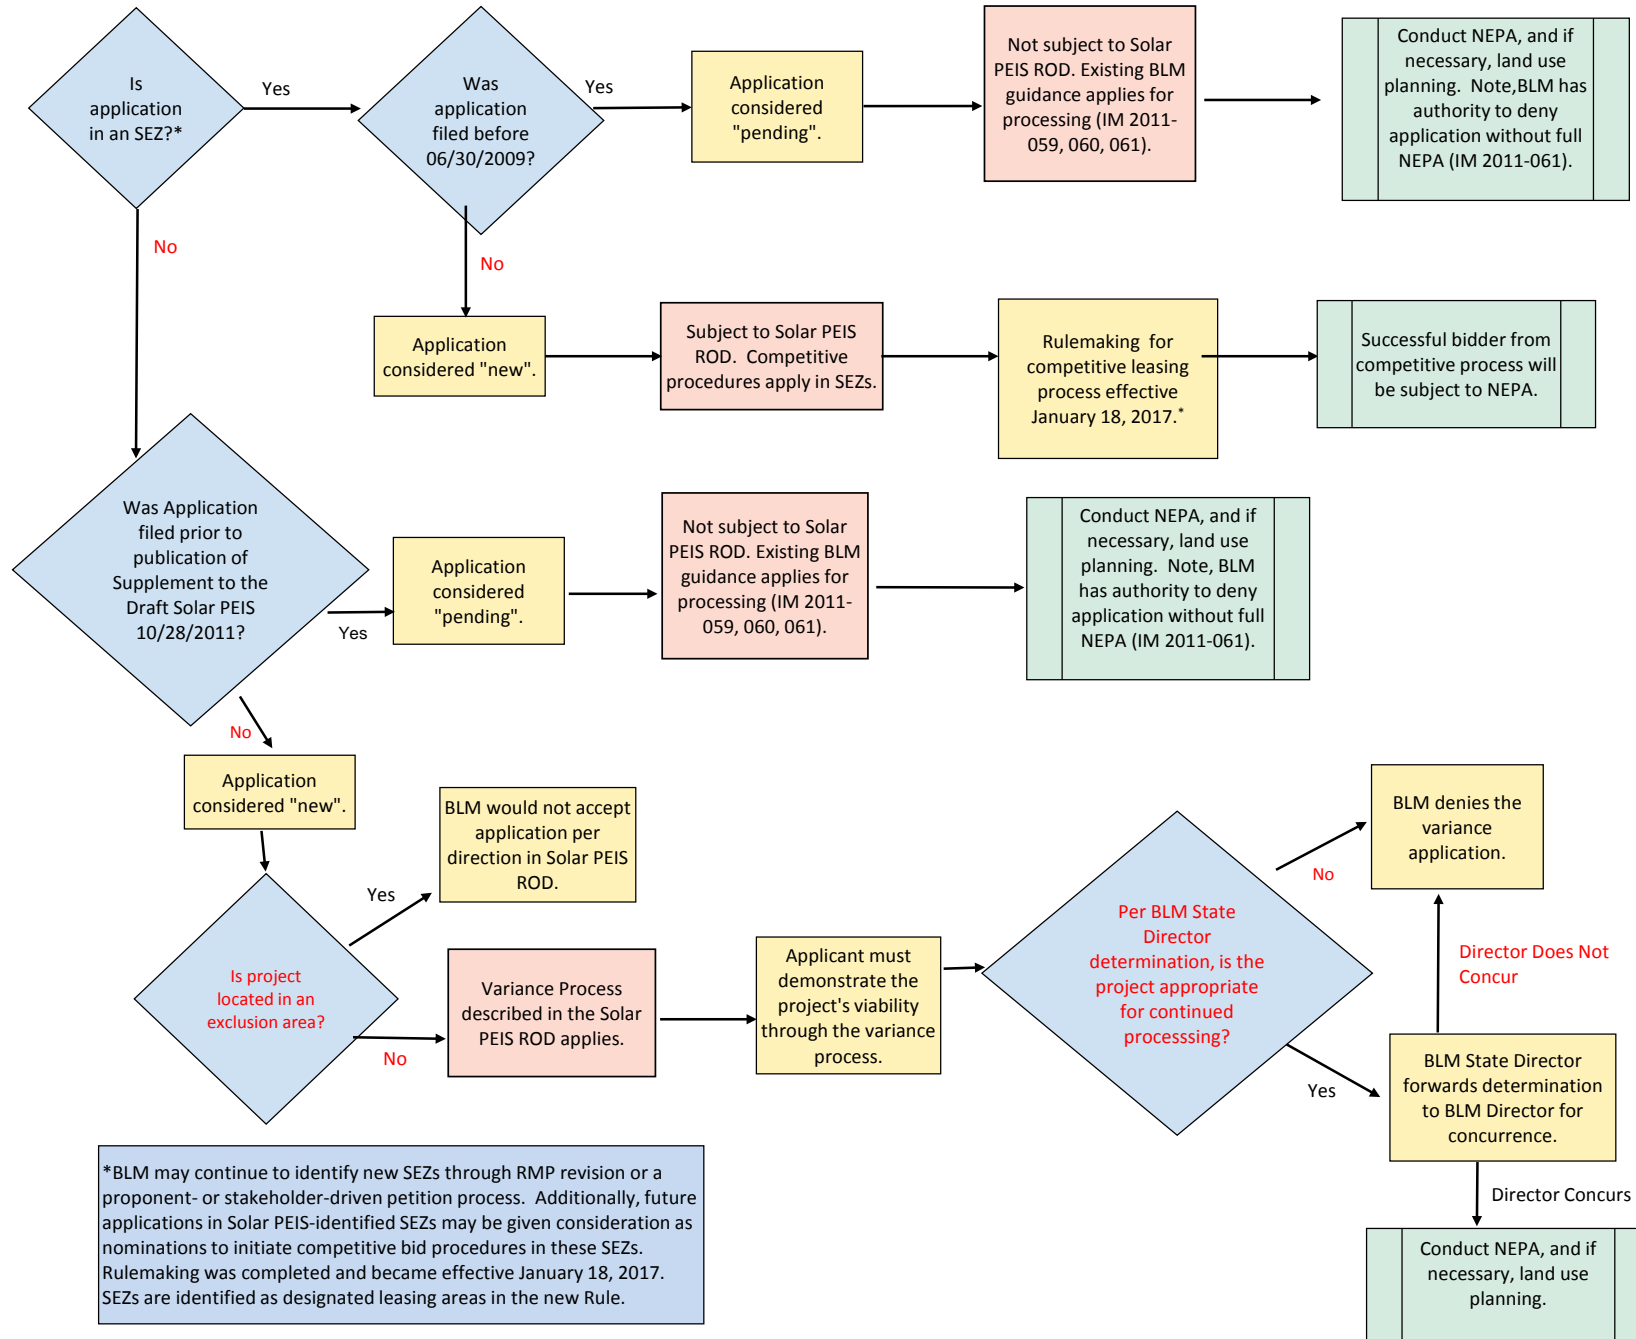 Is
application
in an SEZ?*
Yes
Was
application
filed before
06/30/2009?
Yes
Application
considered
"pending".
Not subject to Solar
PEIS ROD. Existing BLM
guidance applies for
processing (IM 2011-
059, 060, 061).
Conduct NEPA, and if
necessary, land use
planning.  Note,BLM has
authority to deny
application without full
NEPA (IM 2011-061).
No
No
Application
considered "new".
Subject to Solar PEIS
ROD.  Competitive
procedures apply in SEZs.
Rulemaking  for
competitive leasing
process effective
January 18, 2017.*
Successful bidder from
competitive process will
be subject to NEPA.
Was Application
filed prior to
publication of
Supplement to the
Draft Solar PEIS
10/28/2011?
Yes
Application
considered
"pending".
Not subject to Solar
PEIS ROD. Existing BLM
guidance applies for
processing (IM 2011-
059, 060, 061).
Conduct NEPA, and if
necessary, land use
planning.  Note, BLM
has authority to deny
application without full
NEPA (IM 2011-061).
No
Application
considered "new".
BLM would not accept
application per
direction in Solar PEIS
ROD.
Yes
Is project
located in an
exclusion area?
No
Variance Process
described in the Solar
PEIS ROD applies.
Applicant must
demonstrate the
project's viability
through the variance
process.
Per BLM State
Director
determination, is the
project appropriate
for continued
processsing?
No
BLM denies the
variance
application.
Director Does Not
Concur
Yes
BLM State Director
forwards determination
to BLM Director for
concurrence.
Director Concurs
Conduct NEPA, and if
necessary, land use
planning.
*BLM may continue to identify new SEZs through RMP revision or a
proponent- or stakeholder-driven petition process.  Additionally, future
applications in Solar PEIS-identified SEZs may be given consideration as
nominations to initiate competitive bid procedures in these SEZs.
Rulemaking was completed and became effective January 18, 2017.
SEZs are identified as designated leasing areas in the new Rule.